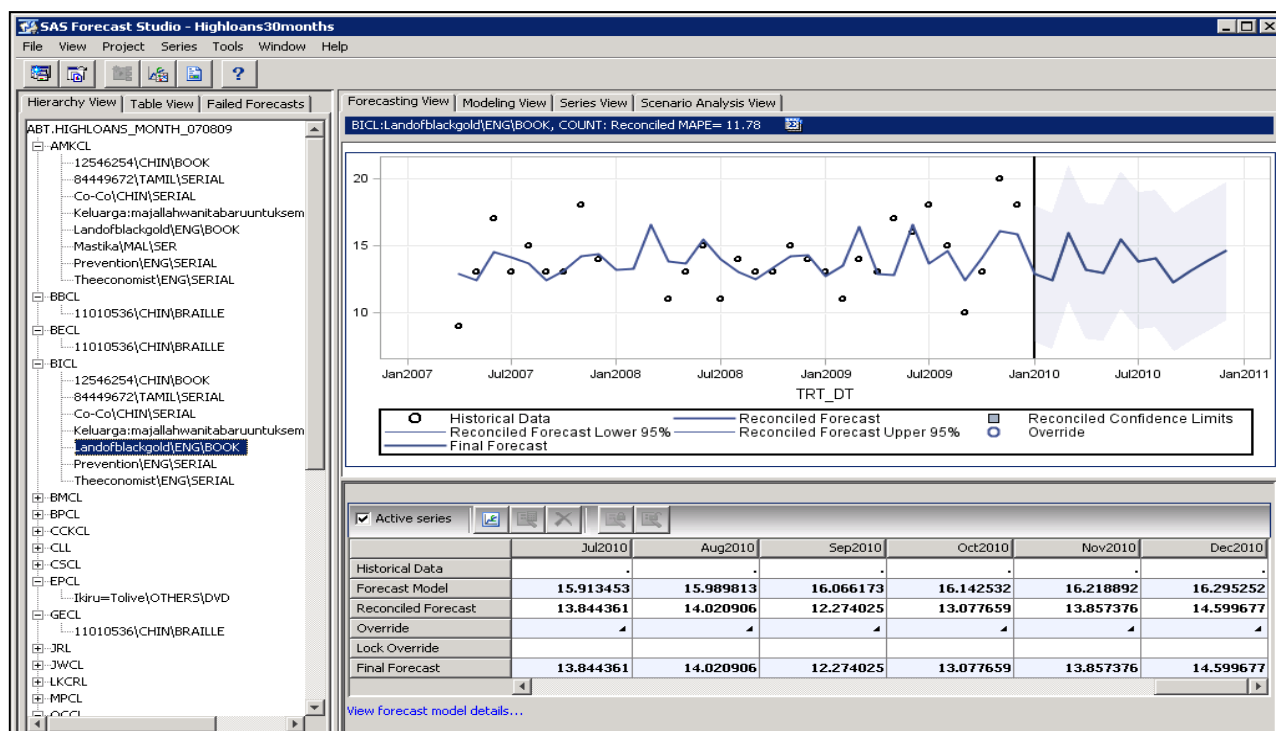 SAS Forecast Studio - Highloans30months
File View Project Series Tools Window Help
?
Hierarchy View Table View Failed Forecasts
ABT.HIGHLOANS_MONTH_070809
AMKCL
12546254\CHIN\BOOK
84449672\TAMIL\SERIAL
Co-Co\CHIN\SERIAL
Keluarga:majallahwanitabaruuntuksem
Landofblackgold\ENG\BOOK
Mastika\MAL\SER
Prevention\ENG\SERIAL
Theeconomist\ENG\SERIAL
BBCL
11010536\CHIN\BRAILLE
BECL
11010536\CHIN\BRAILLE
BICL
12546254\CHIN\BOOK
84449672\TAMIL\SERIAL
Co-Co\CHIN\SERIAL
Keluarga:majallahwanitabaruuntuksem
Landofblackgold\ENG\BOOK
Prevention\ENG\SERIAL
Theeconomist\ENG\SERIAL
BMCL
BPCL
CCKCL
CLL
CSCL
EPCL
Ikiru=Tolive\OTHERS\DVD
GECL
11010536\CHIN\BRAILLE
JRL
JWCL
LKCRL
MPCL
Forecasting View Modeling View Series View Scenario Analysis View
BICL:Landofblackgold\ENG\BOOK, COUNT: Reconciled MAPE= 11.78
20
15
10
Jan2007 Jul2007 Jan2008 Jul2008 Jan2009 Jul2009 Jan2010 Jul2010 Jan2011
TRT_DT
Historical Data Reconciled Forecast Reconciled Confidence Limits
Reconciled Forecast Lower 95% Reconciled Forecast Upper 95% Override
Final Forecast
Active series
Jul2010 Aug2010 Sep2010 Oct2010 Nov2010 Dec2010
Historical Data . . . . . .
Forecast Model 15.913453 15.989813 16.066173 16.142532 16.218892 16.295252
Reconciled Forecast 13.844361 14.020906 12.274025 13.077659 13.857376 14.599677
Override
Lock Override
Final Forecast 13.844361 14.020906 12.274025 13.077659 13.857376 14.599677
View forecast model details...